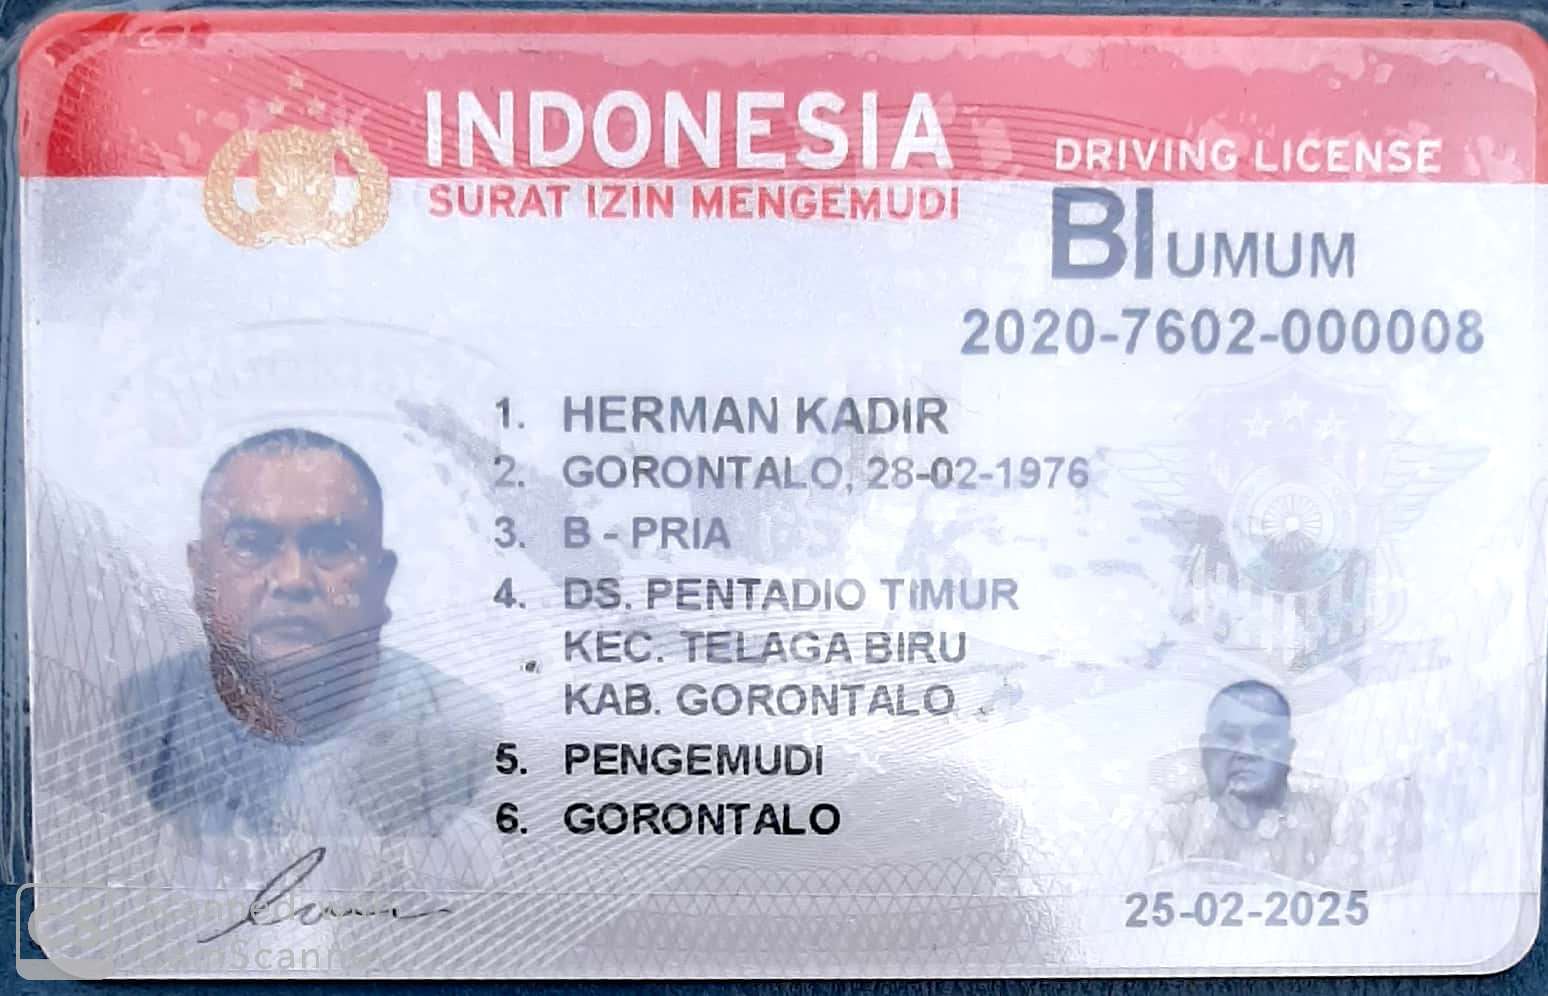 INDONESIA
SURAT IZIN MENGEMUDI
DRIVING LICENSE
BI UMUM
2020-7602-000008
1. HERMAN KADIR
2. GORONTALO, 28-02-1976
3. B - PRIA
4. DS. PENTADIO TIMUR
KEC. TELAGA BIRU
KAB. GORONTALO
5. PENGEMUDI
6. GORONTALO
25-02-2025
CS